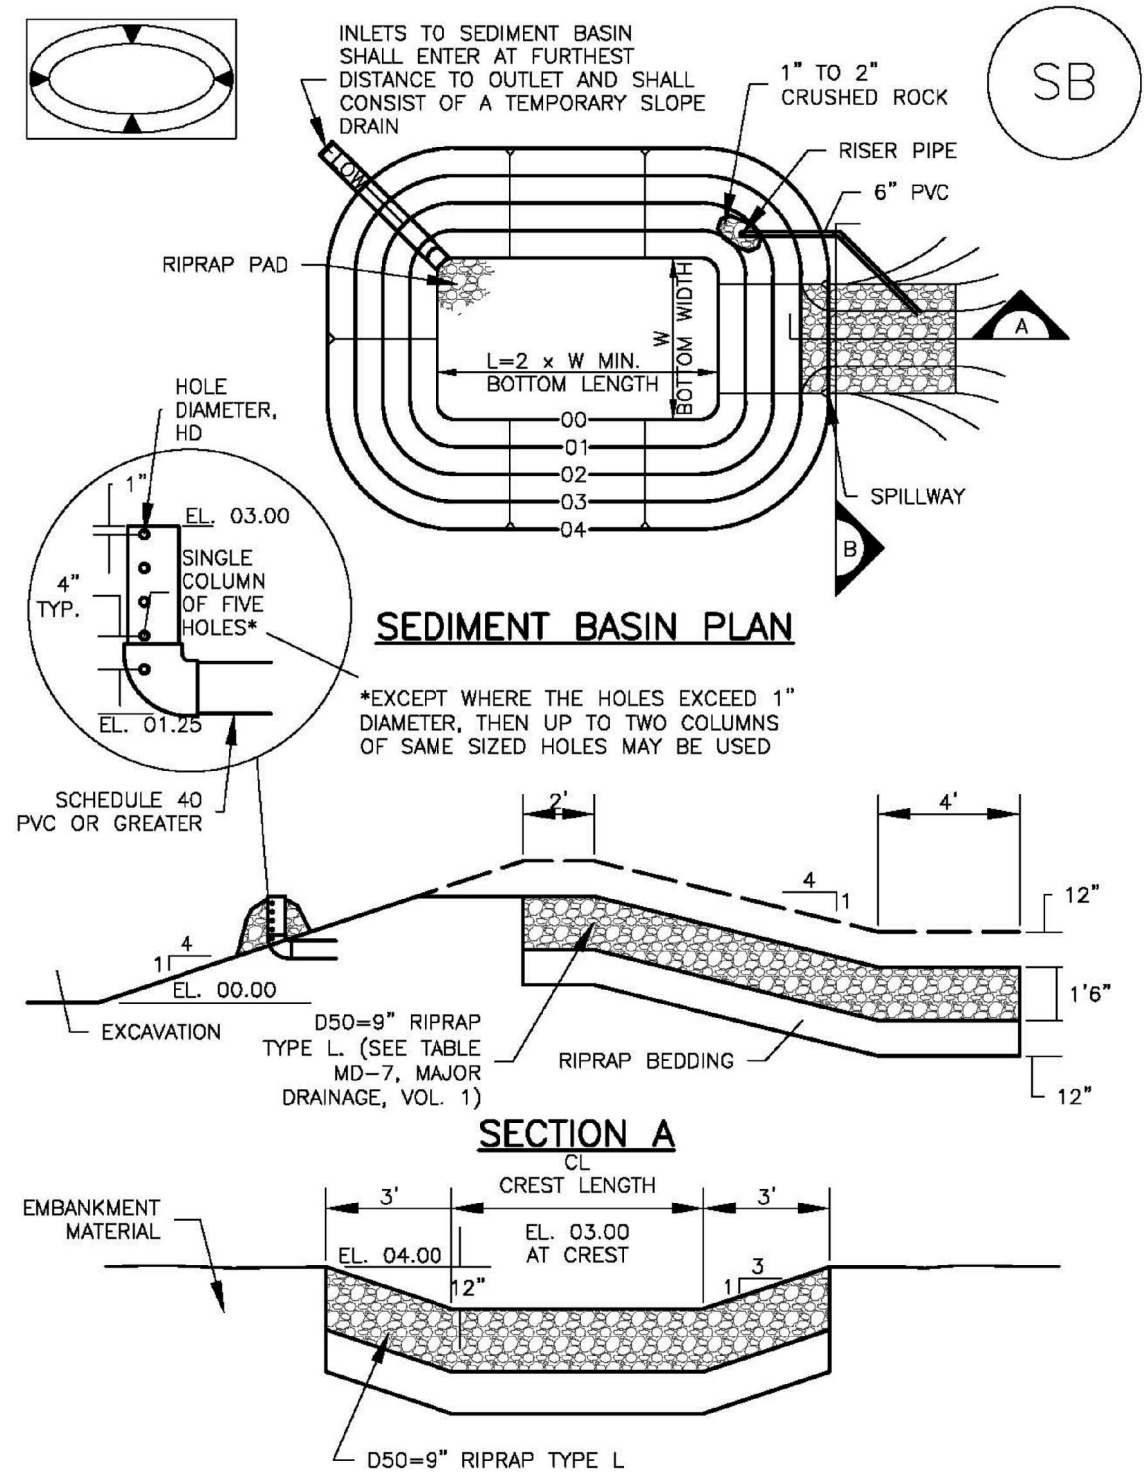 INLETS TO SEDIMENT BASIN
SHALL ENTER AT FURTHEST
DISTANCE TO OUTLET AND SHALL
CONSIST OF A TEMPORARY SLOPE
DRAIN
1" TO 2"
CRUSHED ROCK
SB
RISER PIPE
6" PVC
FLOW
RIPRAP PAD
W
BOTTOM WIDTH
L=2 x W MIN.
BOTTOM LENGTH
A
00
01
02
03
04
SPILLWAY
B
HOLE
DIAMETER,
HD
1"
EL. 03.00
SINGLE
COLUMN
OF FIVE
HOLES*
4"
TYP.
EL. 01.25
SEDIMENT BASIN PLAN
*EXCEPT WHERE THE HOLES EXCEED 1"
DIAMETER, THEN UP TO TWO COLUMNS
OF SAME SIZED HOLES MAY BE USED
SCHEDULE 40
PVC OR GREATER
2'
4'
4
1
12"
4
1
EL. 00.00
EXCAVATION
1'6"
D50=9" RIPRAP
TYPE L. (SEE TABLE
MD-7, MAJOR
DRAINAGE, VOL. 1)
RIPRAP BEDDING
12"
SECTION A
CL
CREST LENGTH
3'
3'
EMBANKMENT
MATERIAL
EL. 04.00
EL. 03.00
AT CREST
12"
3
1
D50=9" RIPRAP TYPE L